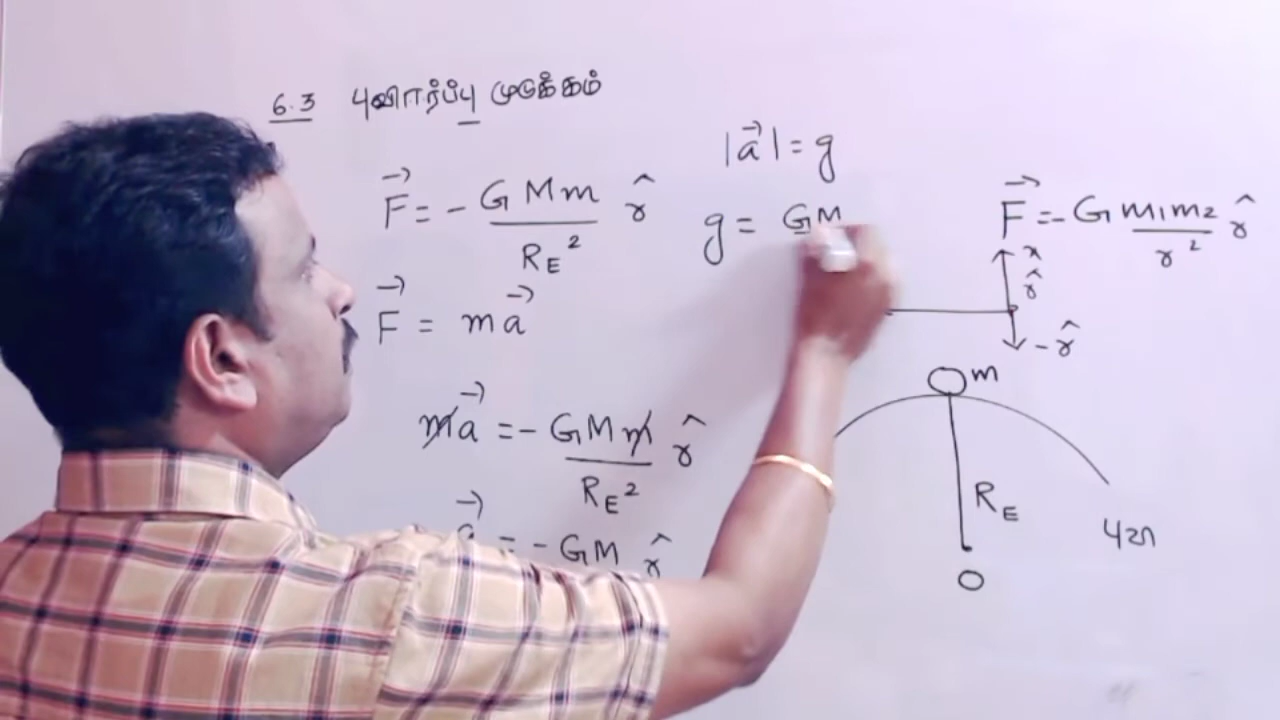 6.3 புவிஈர்ப்பு முடுக்கம்
F⃗ = - GMm / R_E² r̂
F⃗ = ma⃗
ma⃗ = - GMm / R_E² r̂
a⃗ = - GM r̂
|a⃗| = g
g = GM
F⃗ = - G m₁m₂ / r² r̂
r̂
- r̂
m
R_E
புவி
O